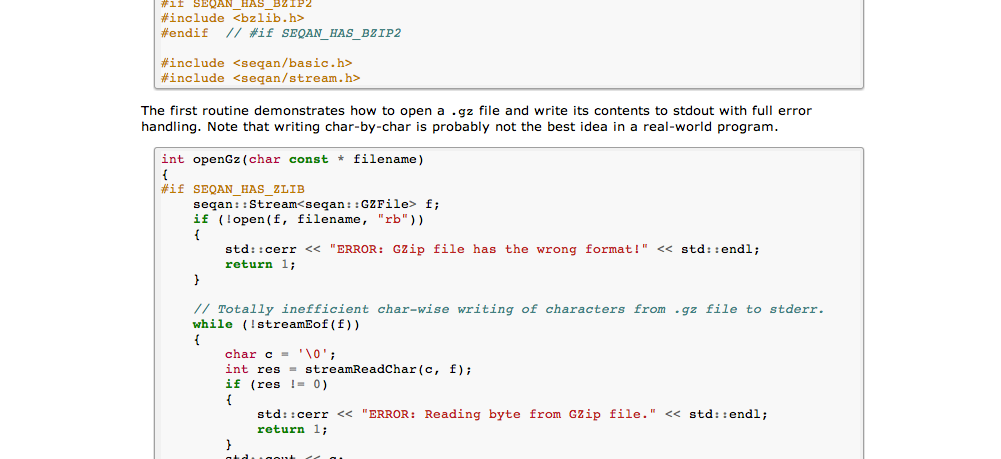 #if SEQAN_HAS_BZIP2
#include <bzlib.h>
#endif  // #if SEQAN_HAS_BZIP2

#include <seqan/basic.h>
#include <seqan/stream.h>
The first routine demonstrates how to open a .gz file and write its contents to stdout with full error
handling. Note that writing char-by-char is probably not the best idea in a real-world program.
int openGz(char const * filename)
{
#if SEQAN_HAS_ZLIB
    seqan::Stream<seqan::GZFile> f;
    if (!open(f, filename, "rb"))
    {
        std::cerr << "ERROR: GZip file has the wrong format!" << std::endl;
        return 1;
    }

    // Totally inefficient char-wise writing of characters from .gz file to stderr.
    while (!streamEof(f))
    {
        char c = '\0';
        int res = streamReadChar(c, f);
        if (res != 0)
        {
            std::cerr << "ERROR: Reading byte from GZip file." << std::endl;
            return 1;
        }
        std::cout << c;